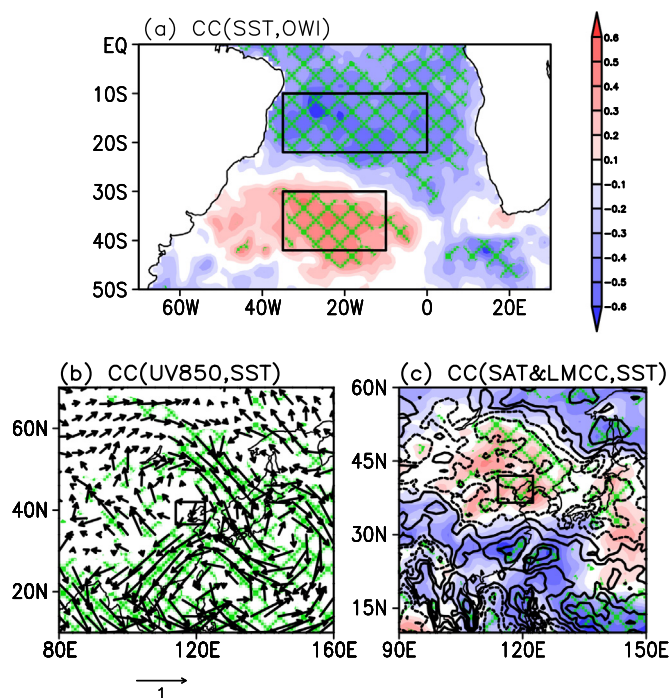 (a) CC(SST,OWI)
EQ
10S
20S
30S
40S
50S
60W 40W 20W 0 20E
0.6
0.5
0.4
0.3
0.2
0.1
-0.1
-0.2
-0.3
-0.4
-0.5
-0.6
(b) CC(UV850,SST)
60N
40N
20N
80E 120E 160E
1
(c) CC(SAT&LMCC,SST)
60N
45N
30N
15N
90E 120E 150E